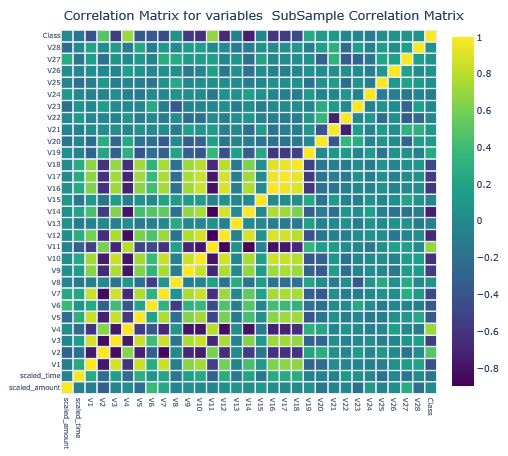 Correlation Matrix for variables SubSample Correlation Matrix
Class
V28
V27
V26
V25
V24
V23
V22
V21
V20
V19
V18
V17
V16
V15
V14
V13
V12
V11
V10
V9
V8
V7
V6
V5
V4
V3
V2
V1
scaled_time
scaled_amount
scaled_amount
scaled_time
V1
V2
V3
V4
V5
V6
V7
V8
V9
V10
V11
V12
V13
V14
V15
V16
V17
V18
V19
V20
V21
V22
V23
V24
V25
V26
V27
V28
Class
1
0.8
0.6
0.4
0.2
0
−0.2
−0.4
−0.6
−0.8